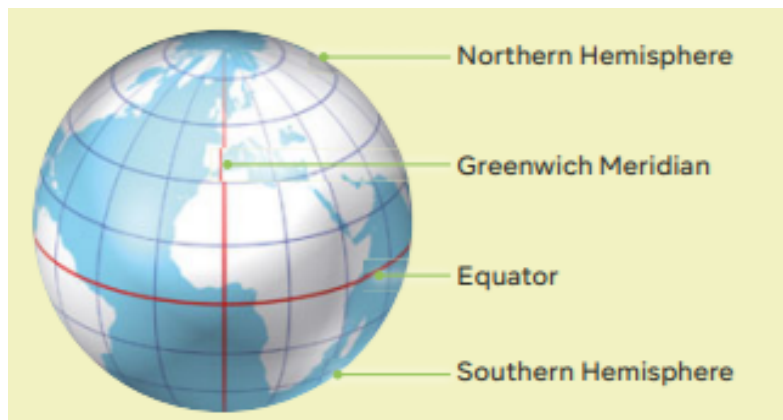 Northern Hemisphere
Greenwich Meridian
Equator
Southern Hemisphere